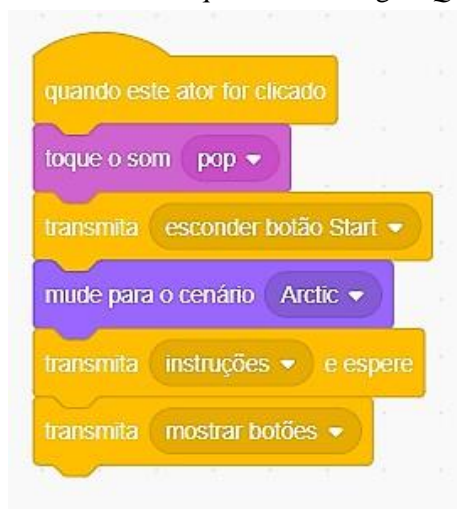 quando este ator for clicado
toque o som pop
transmita esconder botão Start
mude para o cenário Arctic
transmita instruções e espere
transmita mostrar botões